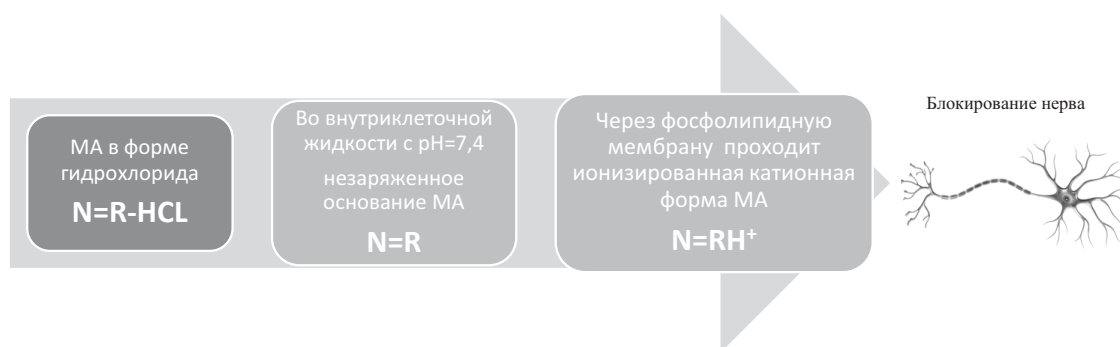 МА в форме
гидрохлорида
N=R-HCL
Во внутриклеточной
жидкости с pH=7,4
незаряженное
основание МА
N=R
Через фосфолипидную
мембрану проходит
ионизированная катионная
форма МА
N=RH⁺
Блокирование нерва